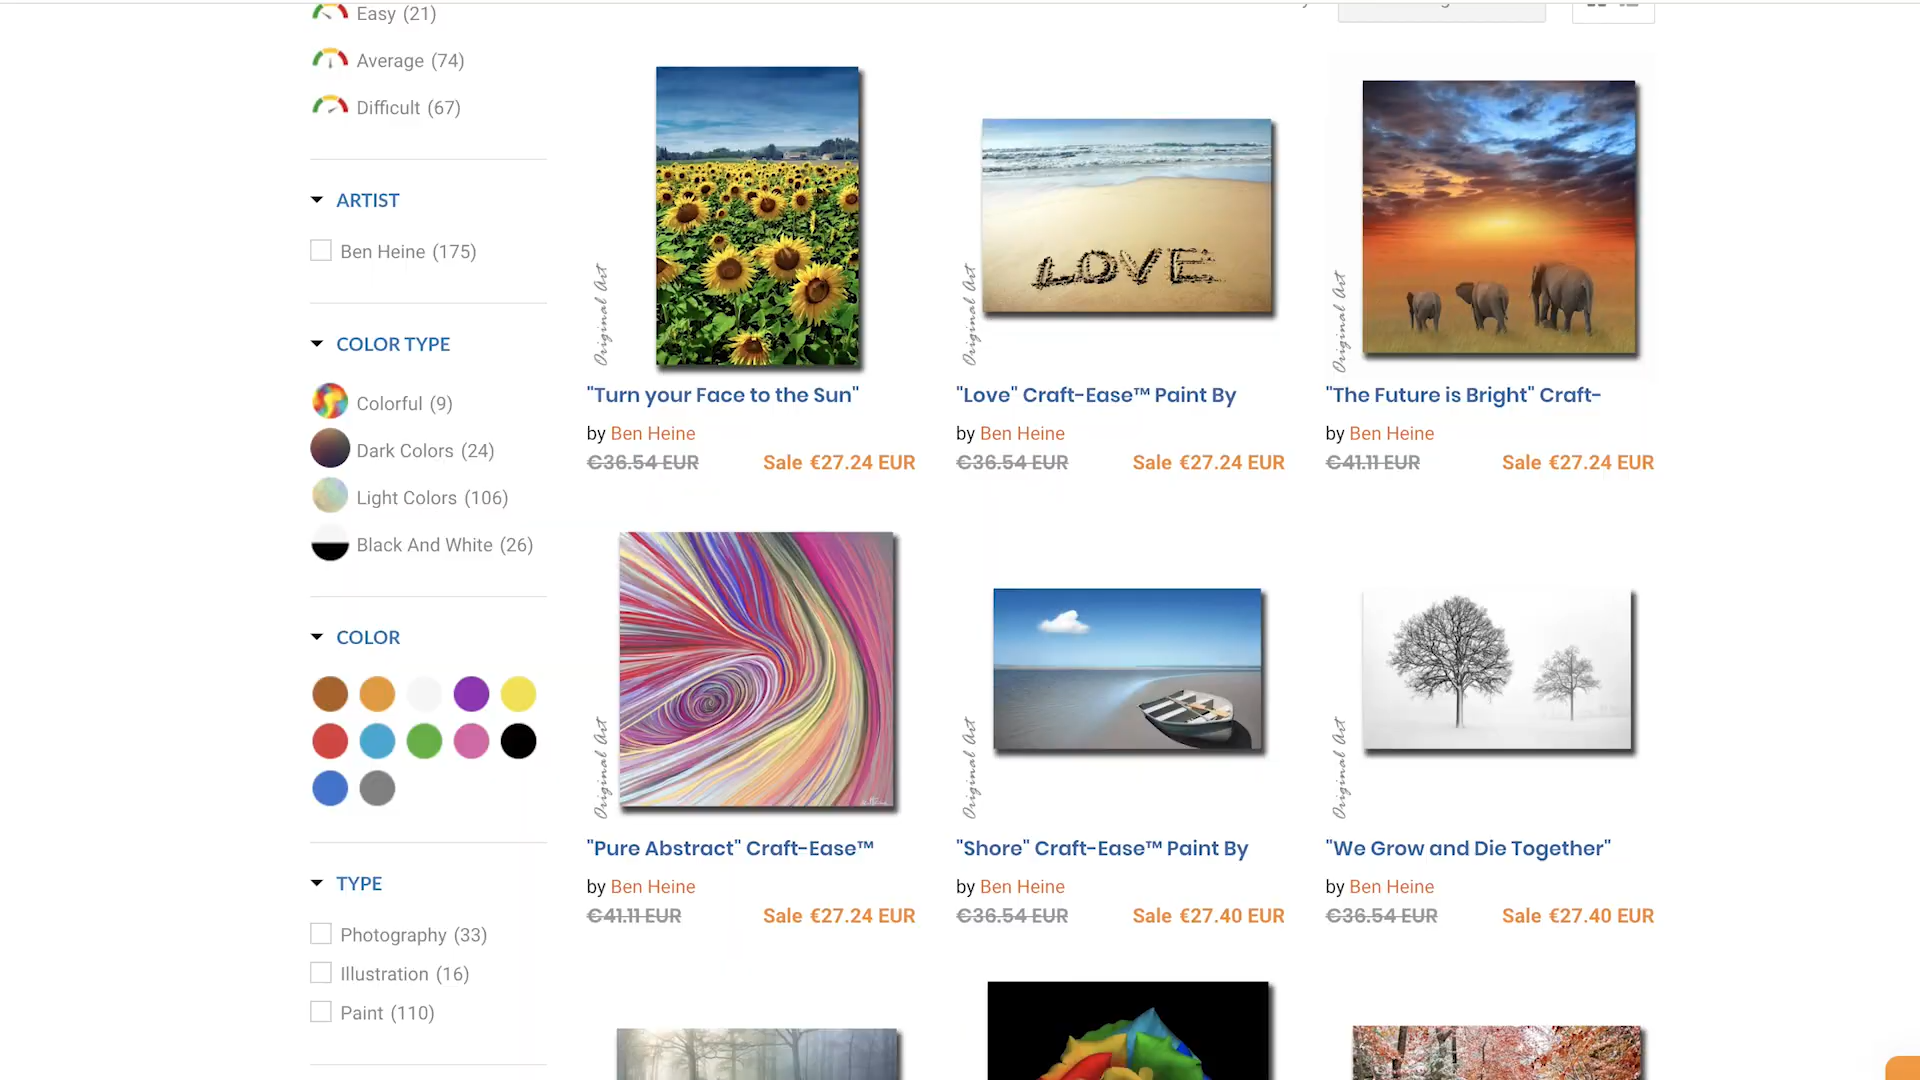 Easy (21)
Average (74)
Difficult (67)
ARTIST
Ben Heine (175)
COLOR TYPE
Colorful (9)
Dark Colors (24)
Light Colors (106)
Black And White (26)
COLOR
TYPE
Photography (33)
Illustration (16)
Paint (110)
Original Art
"Turn your Face to the Sun"
by Ben Heine
€36.54 EUR Sale €27.24 EUR
LOVE
Original Art
"Love" Craft-Ease™ Paint By
by Ben Heine
€36.54 EUR Sale €27.24 EUR
Original Art
"The Future is Bright" Craft-
by Ben Heine
€41.11 EUR Sale €27.24 EUR
Original Art
"Pure Abstract" Craft-Ease™
by Ben Heine
€41.11 EUR Sale €27.24 EUR
Original Art
"Shore" Craft-Ease™ Paint By
by Ben Heine
€36.54 EUR Sale €27.40 EUR
Original Art
"We Grow and Die Together"
by Ben Heine
€36.54 EUR Sale €27.40 EUR